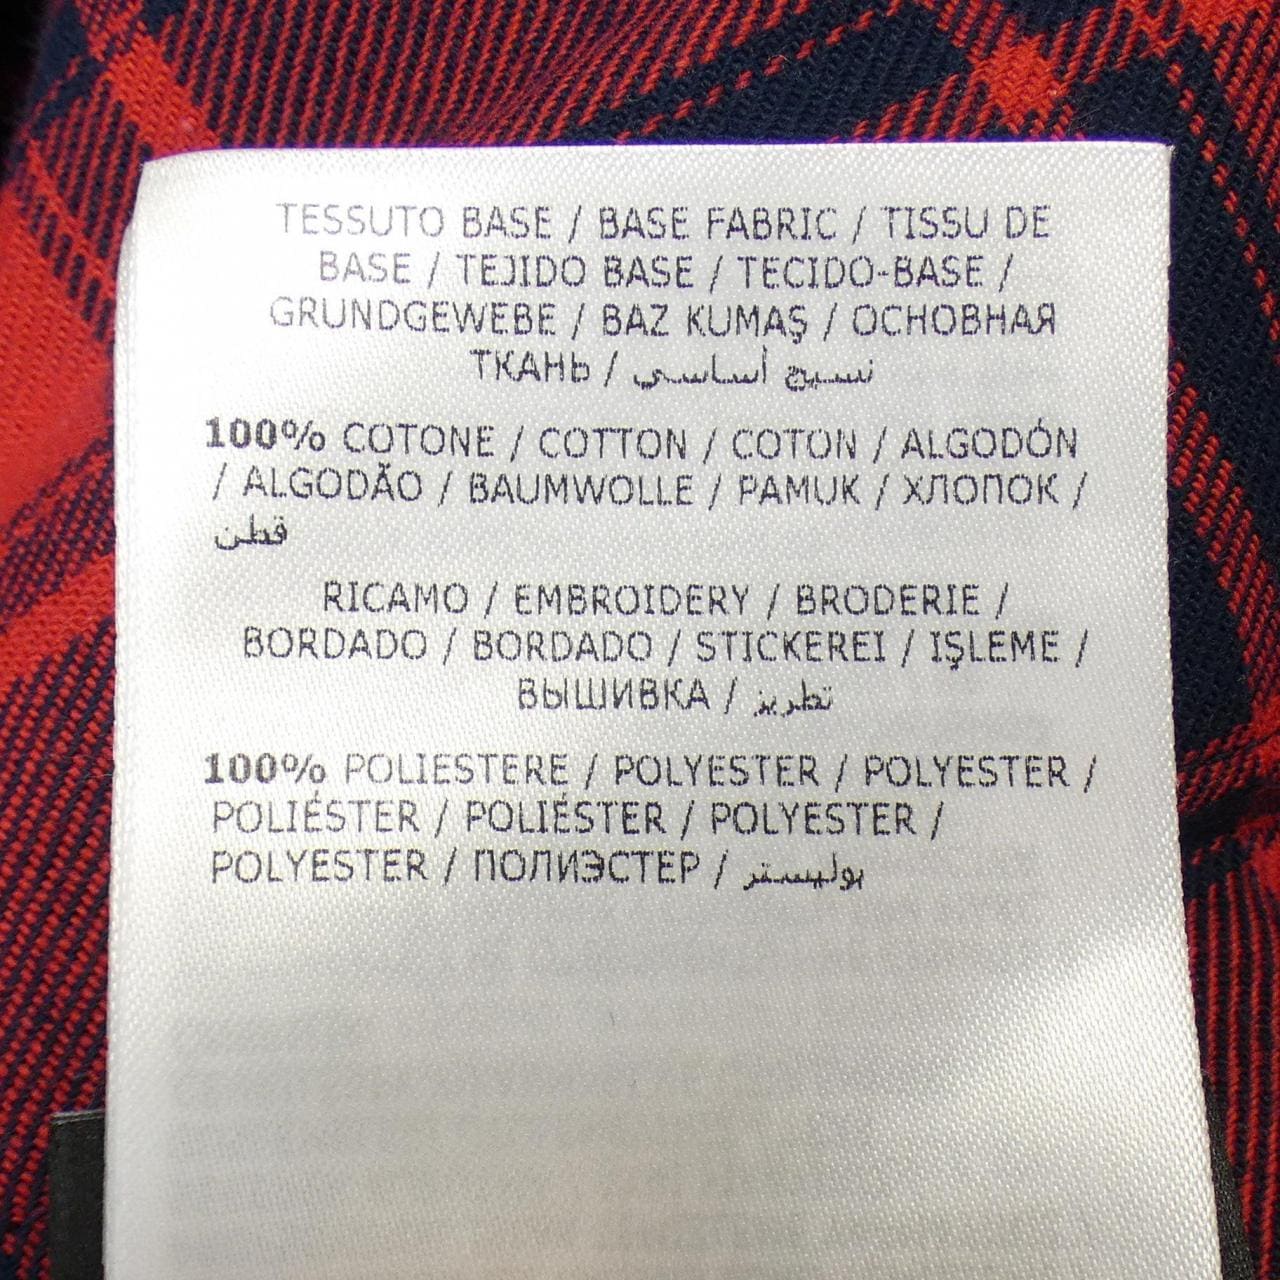 TESSUTO BASE / BASE FABRIC / TISSU DE
BASE / TEJIDO BASE / TECIDO-BASE /
GRUNDGEWEBE / BAZ KUMAŞ / ОСНОВНАЯ
ТКАНЬ / نسيج أساسي
100% COTONE / COTTON / COTON / ALGODÓN
/ ALGODÃO / BAUMWOLLE / PAMUK / ХЛОПОК /
قطن
RICAMO / EMBROIDERY / BRODERIE /
BORDADO / BORDADO / STICKEREI / IŞLEME /
ВЫШИВКА / تطريز
100% POLIESTERE / POLYESTER / POLYESTER /
POLIÉSTER / POLIÉSTER / POLYESTER /
POLYESTER / ПОЛИЭСТЕР / بوليستر